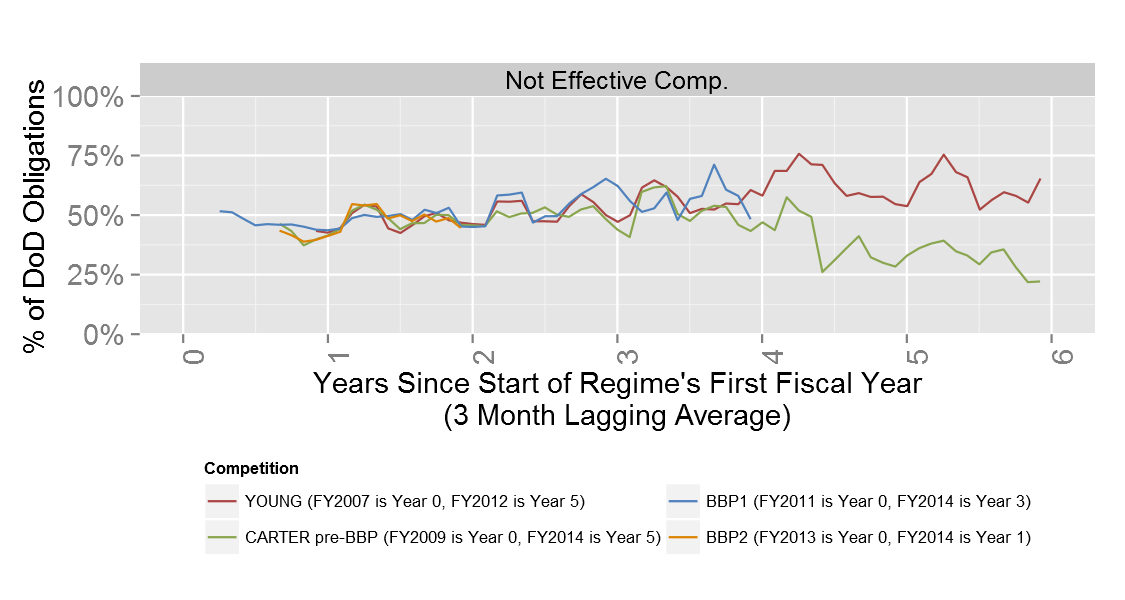 Not Effective Comp.
% of DoD Obligations
100%
75%
50%
25%
0%
0 1 2 3 4 5 6
Years Since Start of Regime's First Fiscal Year
(3 Month Lagging Average)
Competition
YOUNG (FY2007 is Year 0, FY2012 is Year 5)
BBP1 (FY2011 is Year 0, FY2014 is Year 3)
CARTER pre-BBP (FY2009 is Year 0, FY2014 is Year 5)
BBP2 (FY2013 is Year 0, FY2014 is Year 1)